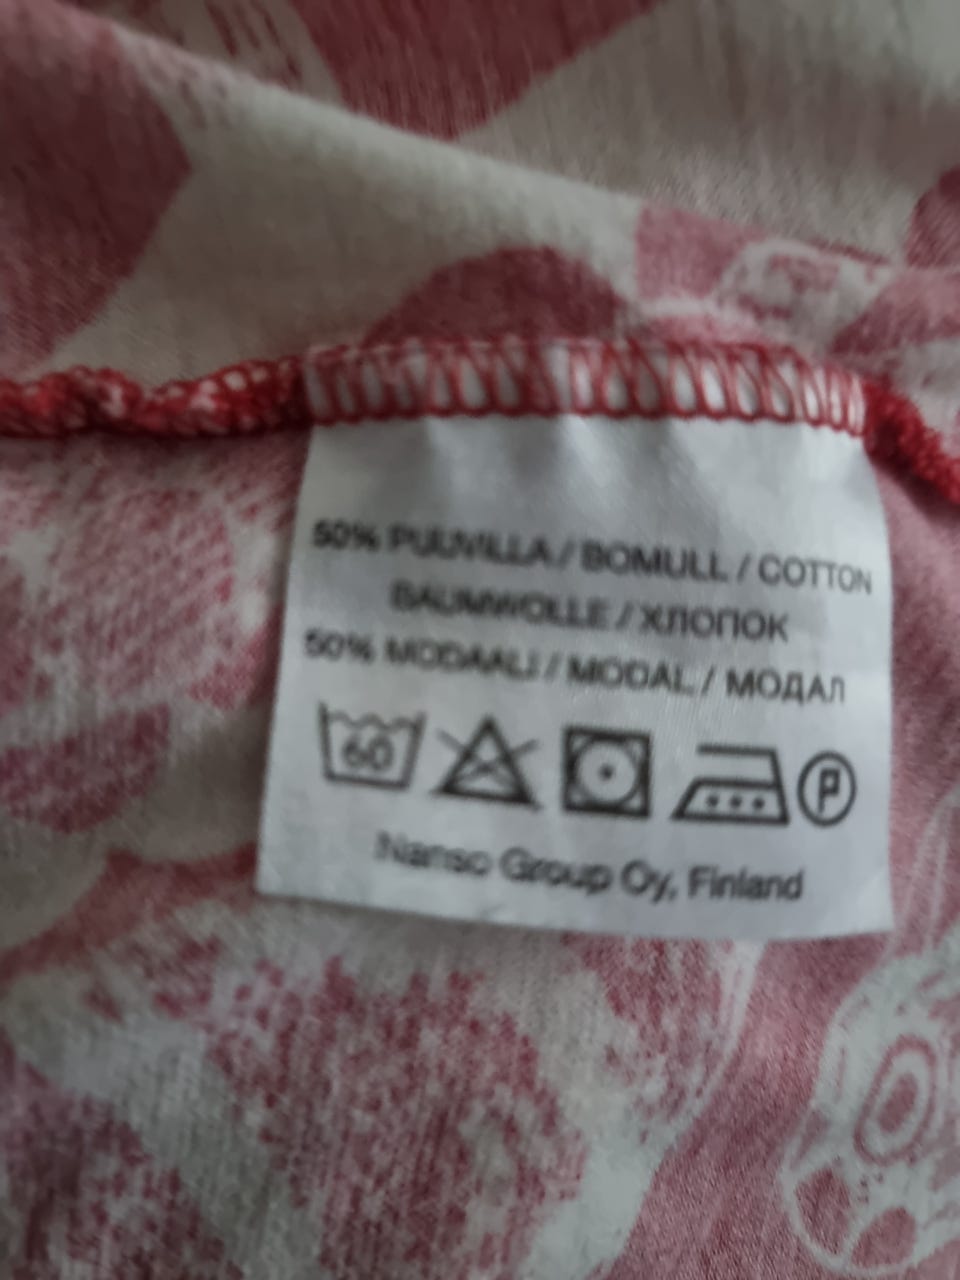 50% PUUVILLA / BOMULL / COTTON
BAUMWOLLE / ХЛОПОК
50% MODAALI / MODAL / МОДАЛ
60 P
Nanso Group Oy, Finland